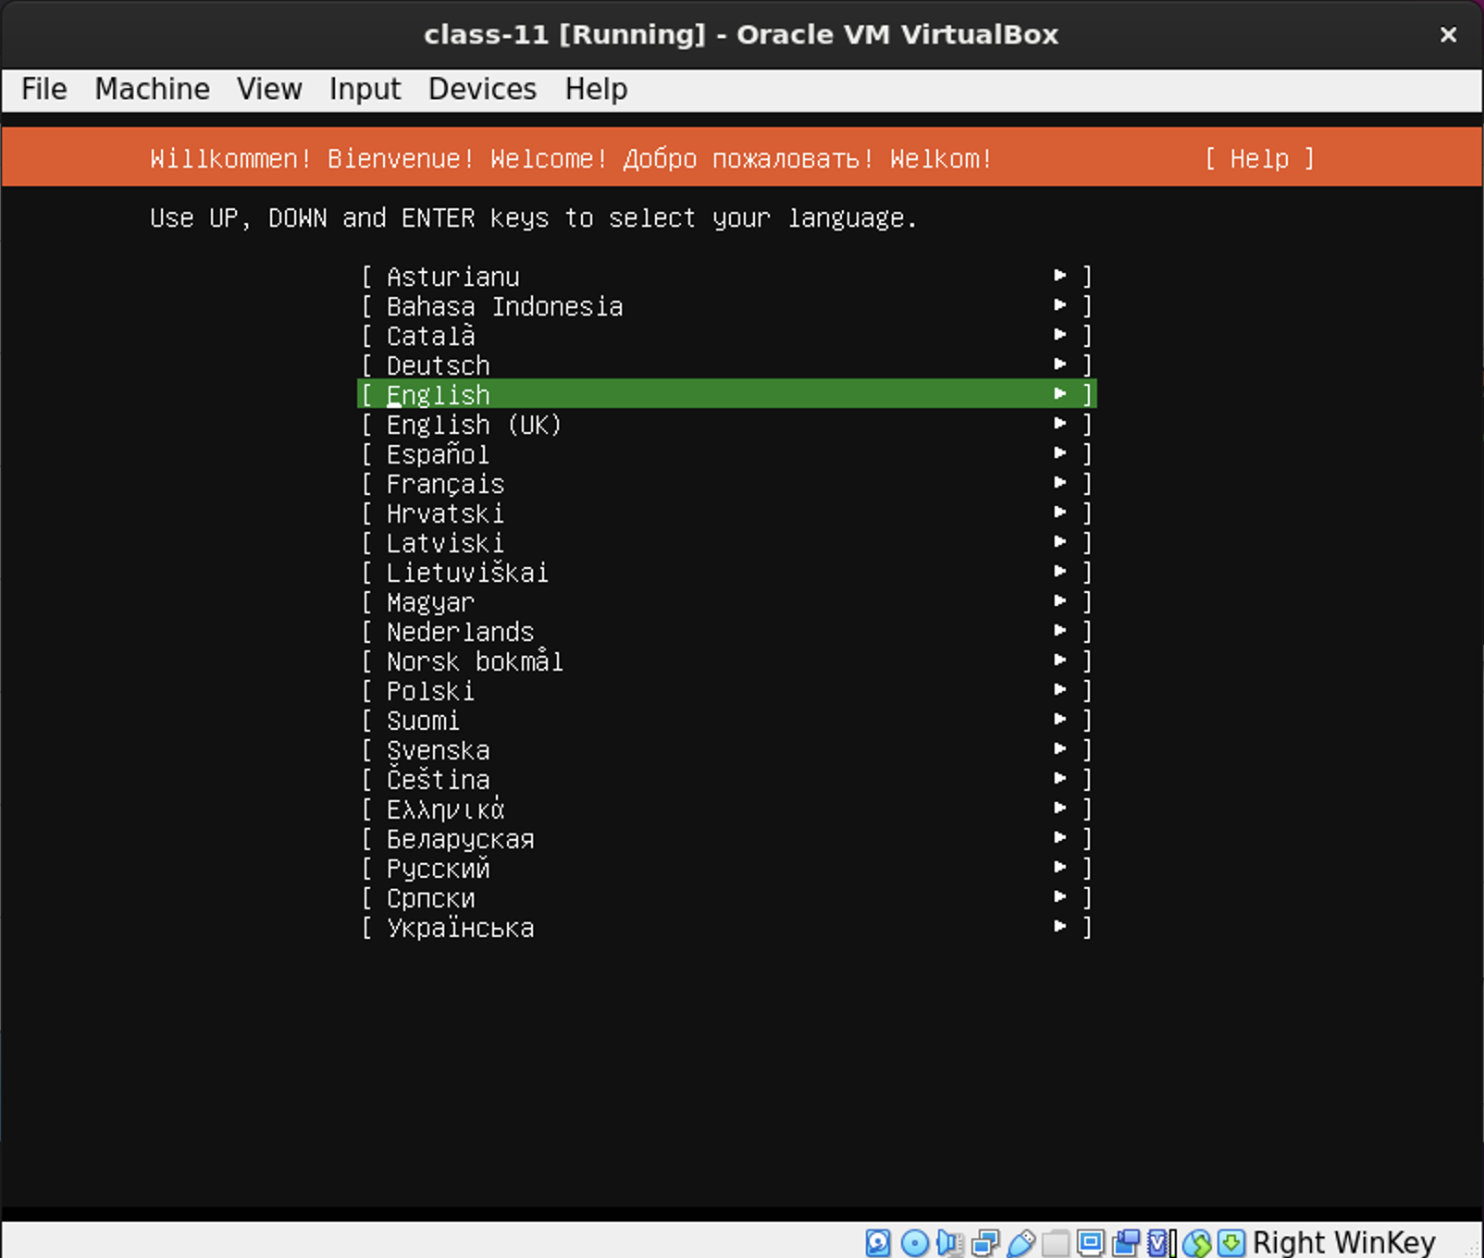 class-11 [Running] - Oracle VM VirtualBox
File Machine View Input Devices Help
Willkommen! Bienvenue! Welcome! Добро пожаловать! Welkom! [ Help ]
Use UP, DOWN and ENTER keys to select your language.
[ Asturianu ► ]
[ Bahasa Indonesia ► ]
[ Català ► ]
[ Deutsch ► ]
[ English ► ]
[ English (UK) ► ]
[ Español ► ]
[ Français ► ]
[ Hrvatski ► ]
[ Latviski ► ]
[ Lietuviškai ► ]
[ Magyar ► ]
[ Nederlands ► ]
[ Norsk bokmål ► ]
[ Polski ► ]
[ Suomi ► ]
[ Svenska ► ]
[ Čeština ► ]
[ Ελληνικά ► ]
[ Беларуская ► ]
[ Русский ► ]
[ Српски ► ]
[ Українська ► ]
Right WinKey